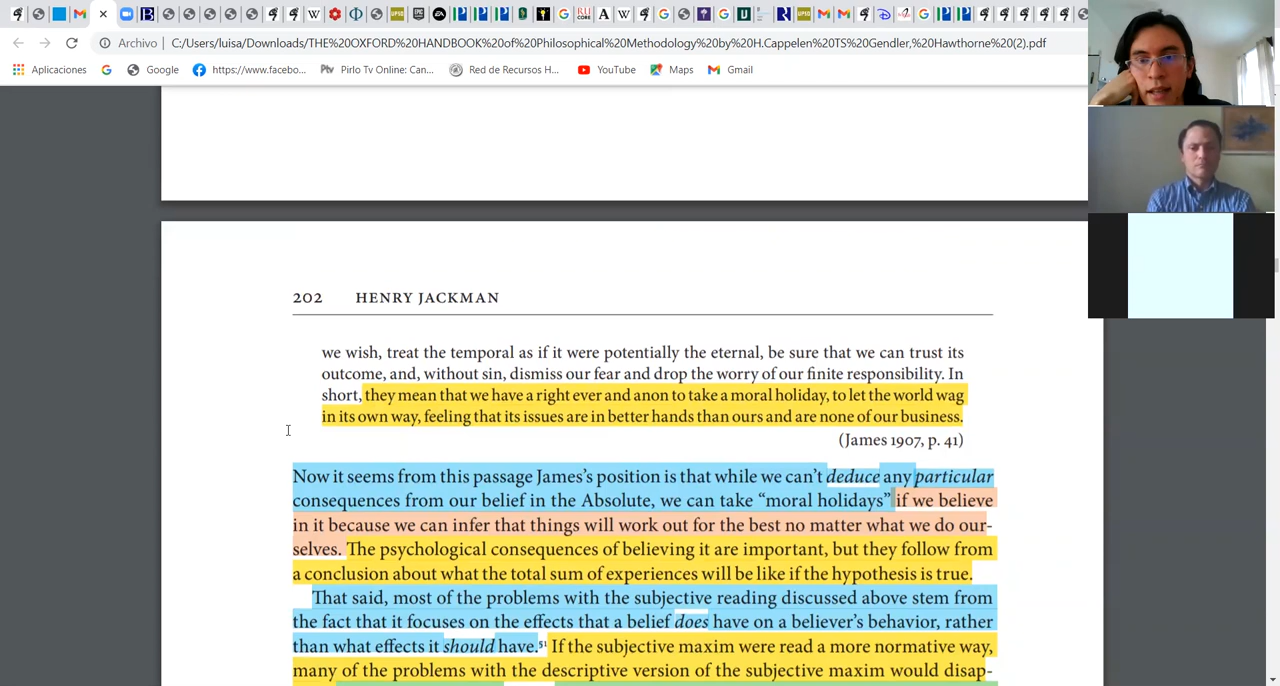 Archivo
C:/Users/luisa/Downloads/THE%20OXFORD%20HANDBOOK%20of%20Philosophical%20Methodology%20by%20H.Cappelen%20TS%20Gendler,%20Hawthorne%20(2).pdf
Aplicaciones
Google
https://www.facebo...
Pirlo Tv Online: Can...
Red de Recursos H...
YouTube
Maps
Gmail
202 HENRY JACKMAN
we wish, treat the temporal as if it were potentially the eternal, be sure that we can trust its
outcome, and, without sin, dismiss our fear and drop the worry of our finite responsibility. In
short, they mean that we have a right ever and anon to take a moral holiday, to let the world wag
in its own way, feeling that its issues are in better hands than ours and are none of our business.
(James 1907, p. 41)
Now it seems from this passage James's position is that while we can't deduce any particular
consequences from our belief in the Absolute, we can take “moral holidays” if we believe
in it because we can infer that things will work out for the best no matter what we do our-
selves. The psychological consequences of believing it are important, but they follow from
a conclusion about what the total sum of experiences will be like if the hypothesis is true.
That said, most of the problems with the subjective reading discussed above stem from
the fact that it focuses on the effects that a belief does have on a believer's behavior, rather
than what effects it should have.51 If the subjective maxim were read a more normative way,
many of the problems with the descriptive version of the subjective maxim would disap-